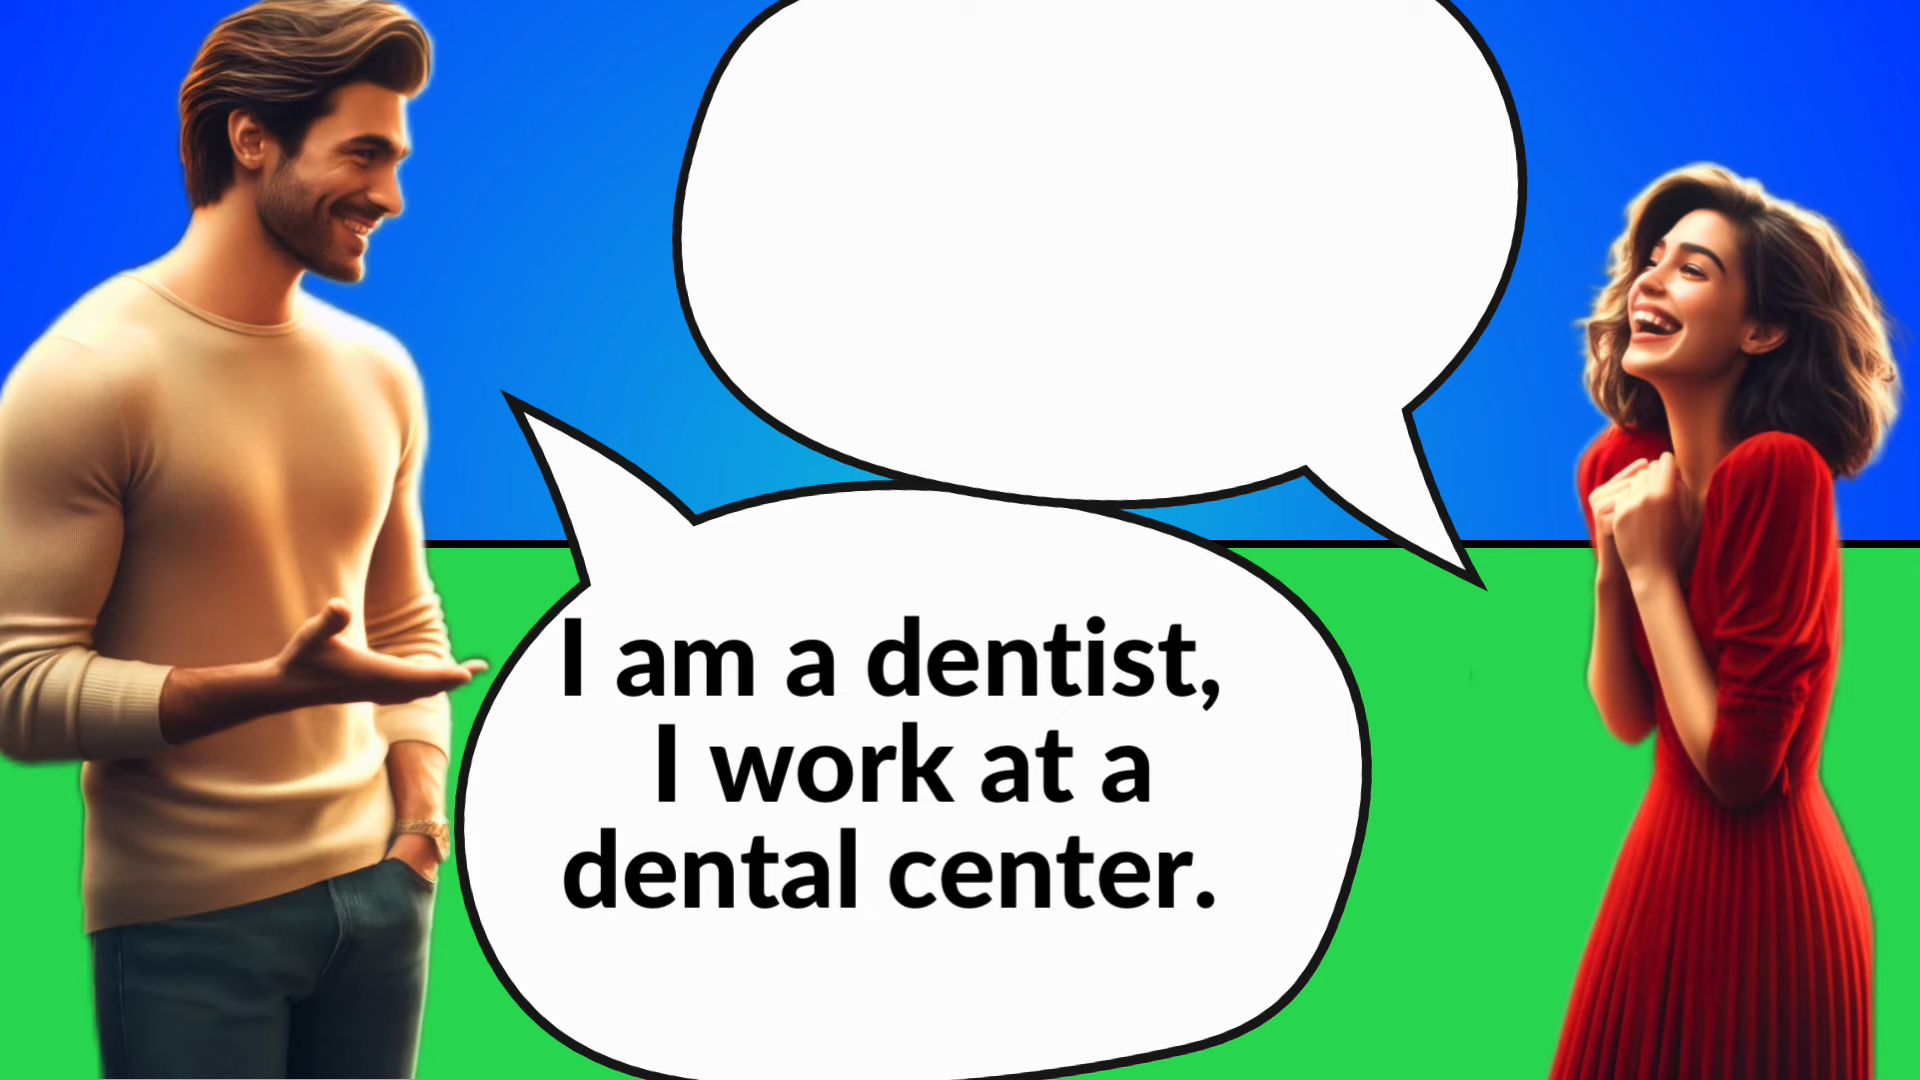 I am a dentist,
I work at a
dental center.